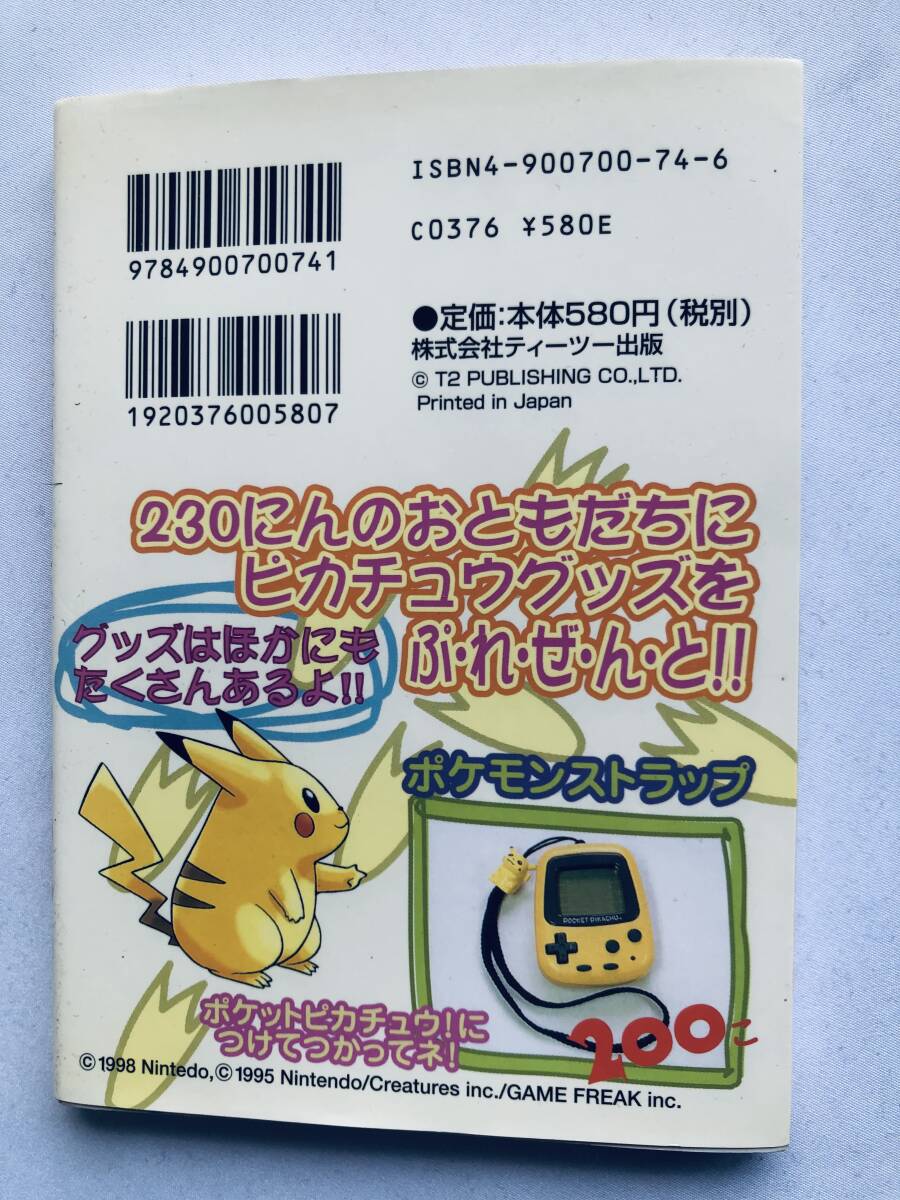 ISBN4-900700-74-6
C0376 ¥580E
9784900700741
1920376005807
●定価:本体580円(税別)
株式会社ティーツー出版
© T2 PUBLISHING CO.,LTD.
Printed in Japan
230にんのおともだちに
ピカチュウグッズを
ぷ・れ・ぜ・ん・と!!
グッズはほかにも
たくさんあるよ!!
ポケモンストラップ
POCKET PIKACHU
200こ
ポケットピカチュウ!に
つけてつかってネ!
©1998 Nintedo,©1995 Nintendo/Creatures inc./GAME FREAK inc.